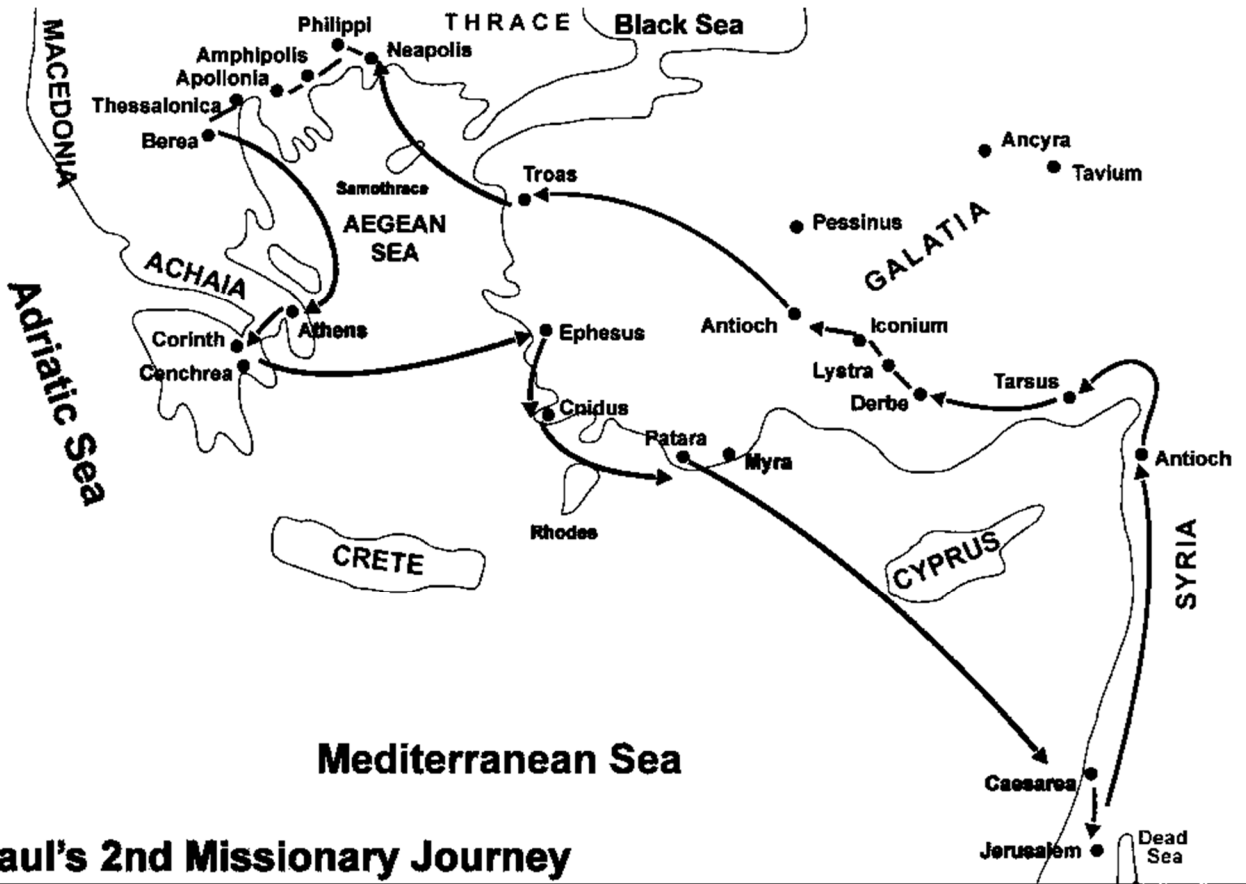 THRACE
Black Sea
Philippi
Neapolis
Amphipolis
Apollonia
Thessalonica
Berea
MACEDONIA
Samothrace
AEGEAN
SEA
Troas
Ancyra
Tavium
Pessinus
GALATIA
ACHAIA
Adriatic Sea
Athens
Corinth
Cenchrea
Ephesus
Antioch
Iconium
Lystra
Derbe
Tarsus
Cnidus
Patara
Myra
Antioch
Rhodes
CRETE
CYPRUS
SYRIA
Mediterranean Sea
Caesarea
Jerusalem
Dead
Sea
aul's 2nd Missionary Journey